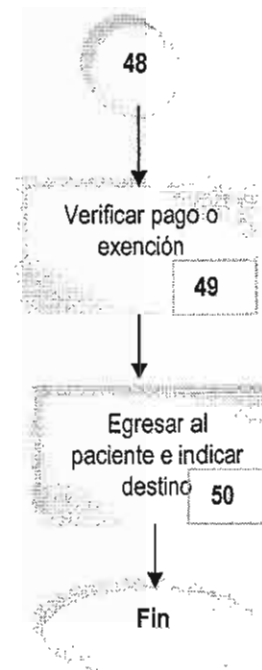 48
Verificar pago o
exención
49
Egresar al
paciente e indicar
destino
50
Fin